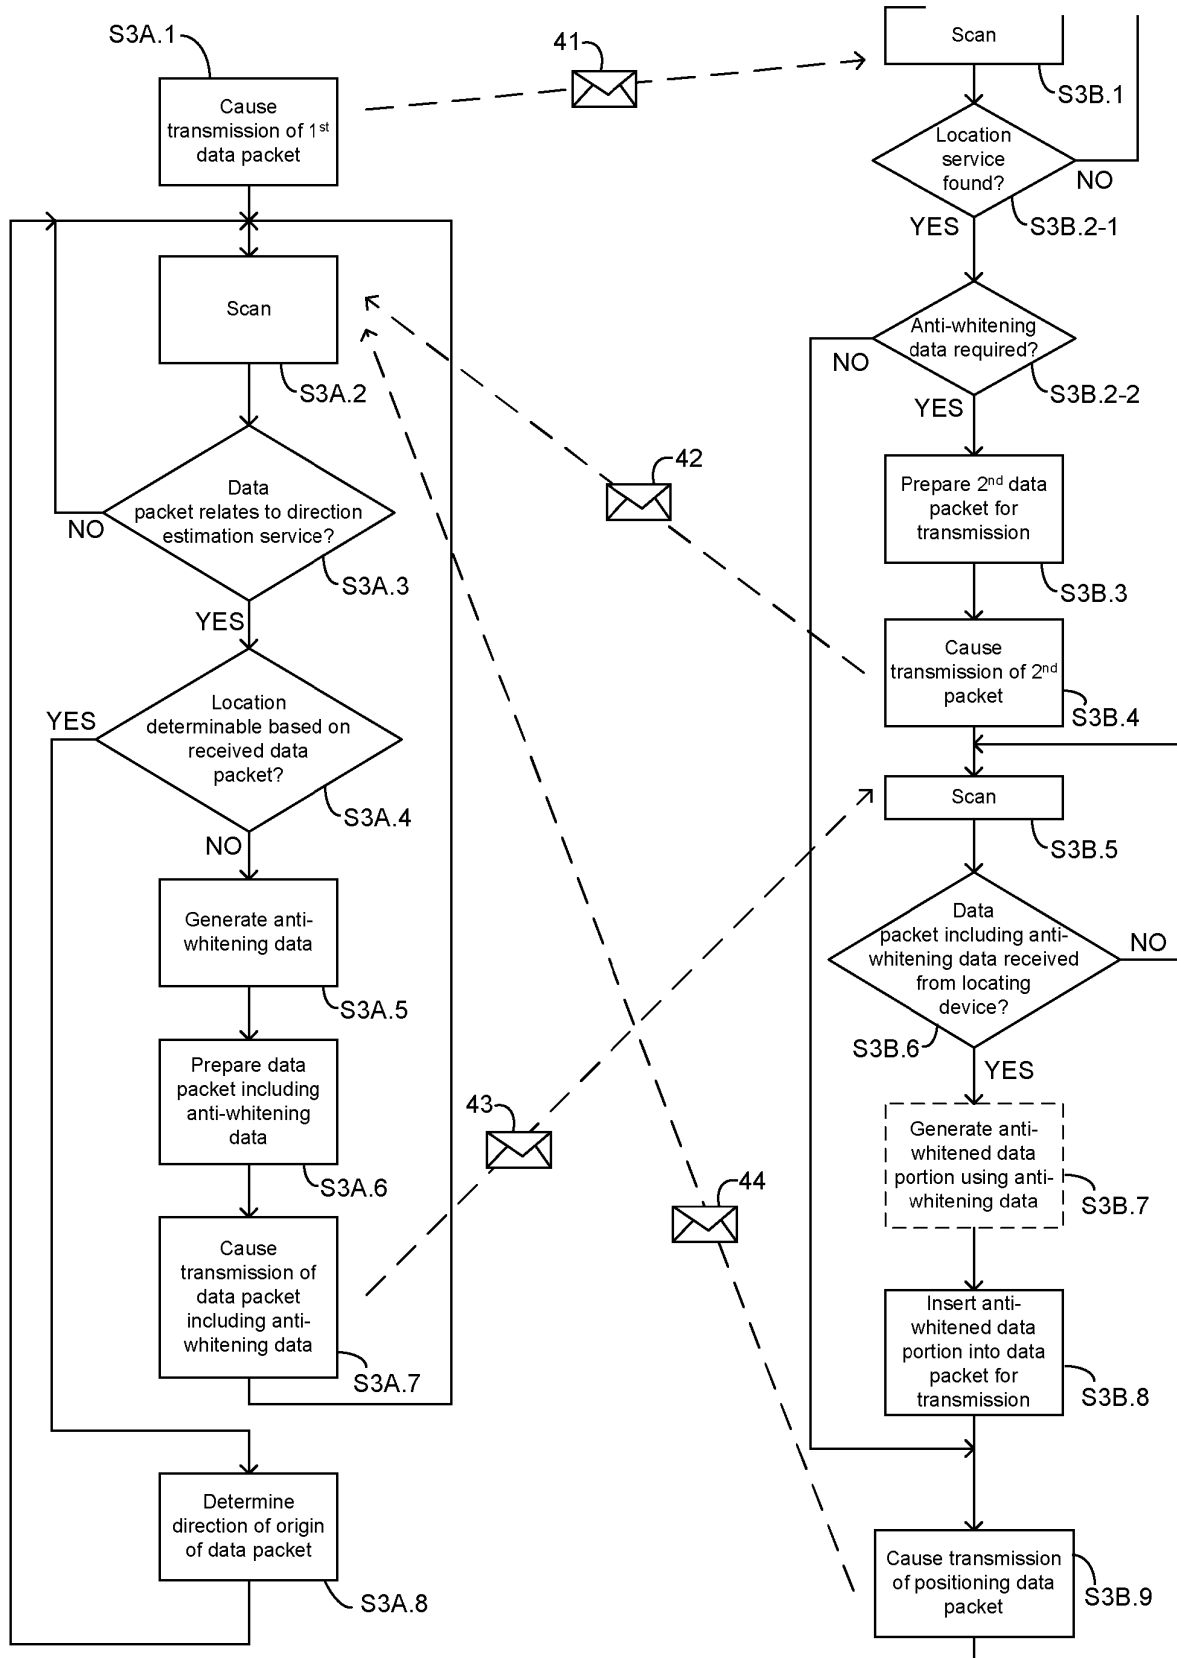 S3A.1
Cause
transmission of 1st
data packet
41
Scan
S3B.1
Location
service
found?
NO
YES
S3B.2-1
Scan
S3A.2
Anti-whitening
data required?
NO
YES
S3B.2-2
Data
packet relates to direction
estimation service?
NO
S3A.3
YES
42
Prepare 2nd data
packet for
transmission
S3B.3
Cause
transmission of 2nd
packet
S3B.4
Location
determinable based on
received data
packet?
YES
S3A.4
NO
Scan
S3B.5
Generate anti-
whitening data
S3A.5
Data
packet including anti-
whitening data received
from locating
device?
NO
S3B.6
YES
Prepare data
packet including
anti-whitening
data
S3A.6
43
Generate anti-
whitened data
portion using anti-
whitening data
S3B.7
44
Cause
transmission of
data packet
including anti-
whitening data
S3A.7
Insert anti-
whitened data
portion into data
packet for
transmission
S3B.8
Determine
direction of origin
of data packet
S3A.8
Cause transmission
of positioning data
packet
S3B.9